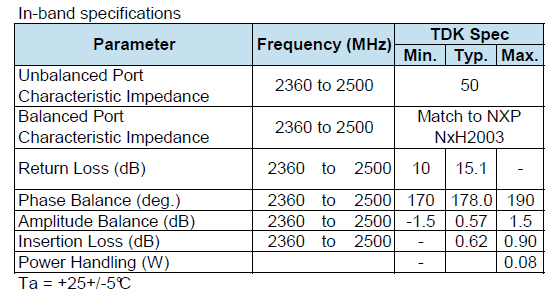 In-band specifications
Parameter Frequency (MHz) TDK Spec
Min. Typ. Max.
Unbalanced Port
Characteristic Impedance 2360 to 2500 50
Balanced Port
Characteristic Impedance 2360 to 2500 Match to NXP
NxH2003
Return Loss (dB) 2360 to 2500 10 15.1 -
Phase Balance (deg.) 2360 to 2500 170 178.0 190
Amplitude Balance (dB) 2360 to 2500 -1.5 0.57 1.5
Insertion Loss (dB) 2360 to 2500 - 0.62 0.90
Power Handling (W) - 0.08
Ta = +25+/-5°C